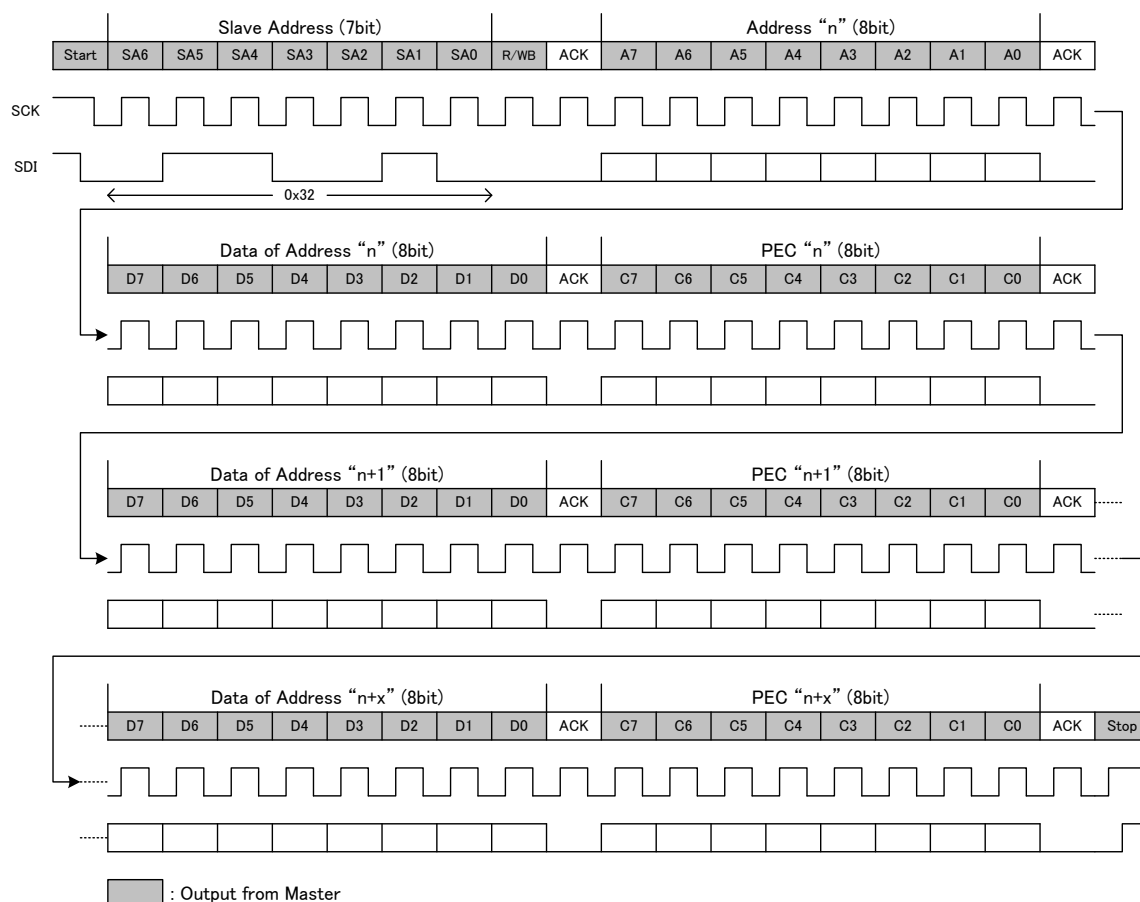 Slave Address (7bit) Address “n” (8bit)
Start SA6 SA5 SA4 SA3 SA2 SA1 SA0 R/WB ACK A7 A6 A5 A4 A3 A2 A1 A0 ACK
SCK
SDI
0x32
Data of Address “n” (8bit) PEC “n” (8bit)
D7 D6 D5 D4 D3 D2 D1 D0 ACK C7 C6 C5 C4 C3 C2 C1 C0 ACK
Data of Address “n+1” (8bit) PEC “n+1” (8bit)
D7 D6 D5 D4 D3 D2 D1 D0 ACK C7 C6 C5 C4 C3 C2 C1 C0 ACK
Data of Address “n+x” (8bit) PEC “n+x” (8bit)
D7 D6 D5 D4 D3 D2 D1 D0 ACK C7 C6 C5 C4 C3 C2 C1 C0 ACK Stop
: Output from Master